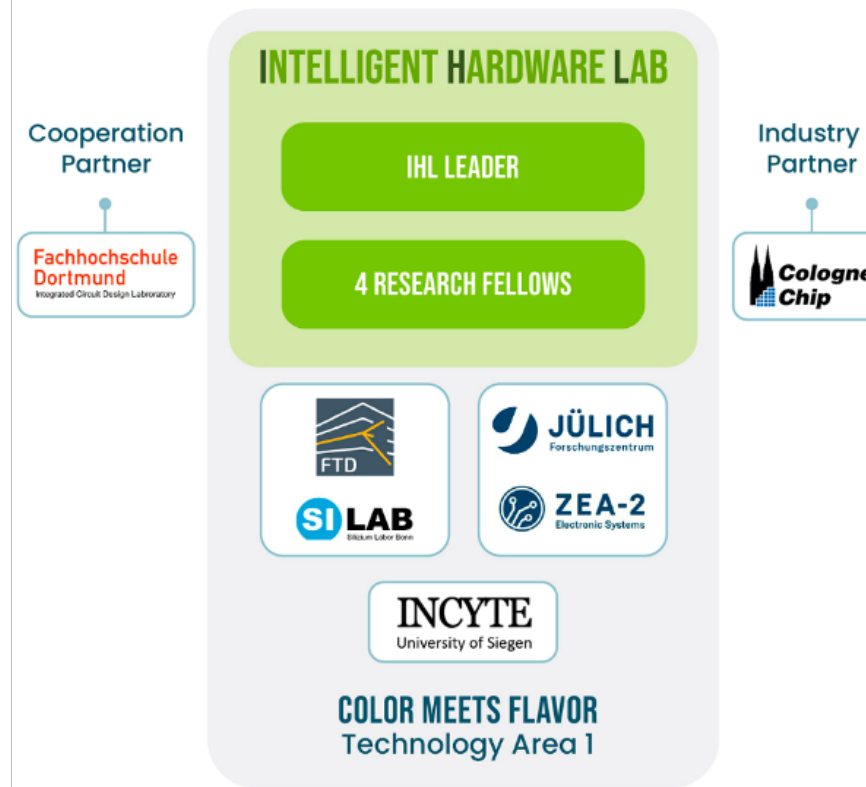 INTELLIGENT HARDWARE LAB
IHL LEADER
4 RESEARCH FELLOWS
Cooperation
Partner
Fachhochschule
Dortmund
Integrated Circuit Design Labroratory
Industry
Partner
Cologne
Chip
FTD
SI LAB
Silizium Labor Bonn
JÜLICH
Forschungszentrum
ZEA-2
Electronic Systems
INCYTE
University of Siegen
COLOR MEETS FLAVOR
Technology Area 1